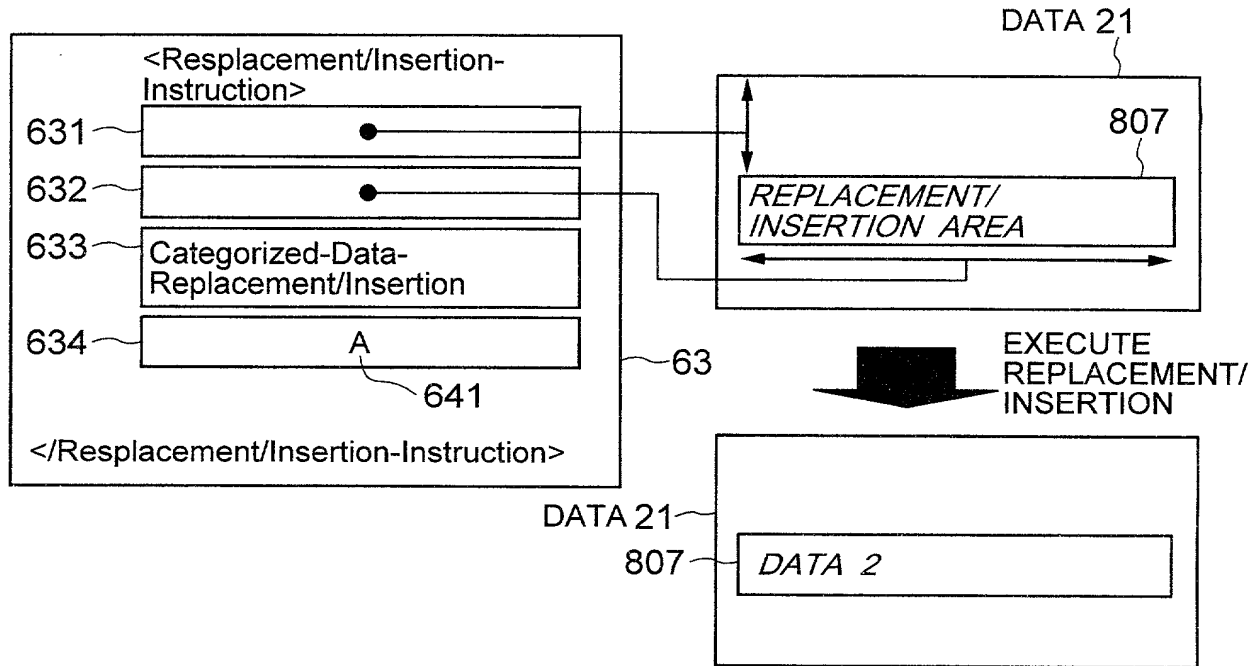 <Resplacement/Insertion-
Instruction>
631
632
633
Categorized-Data-
Replacement/Insertion
634
A
641
63
</Resplacement/Insertion-Instruction>
DATA 21
807
REPLACEMENT/
INSERTION AREA
EXECUTE
REPLACEMENT/
INSERTION
DATA 21
807
DATA 2